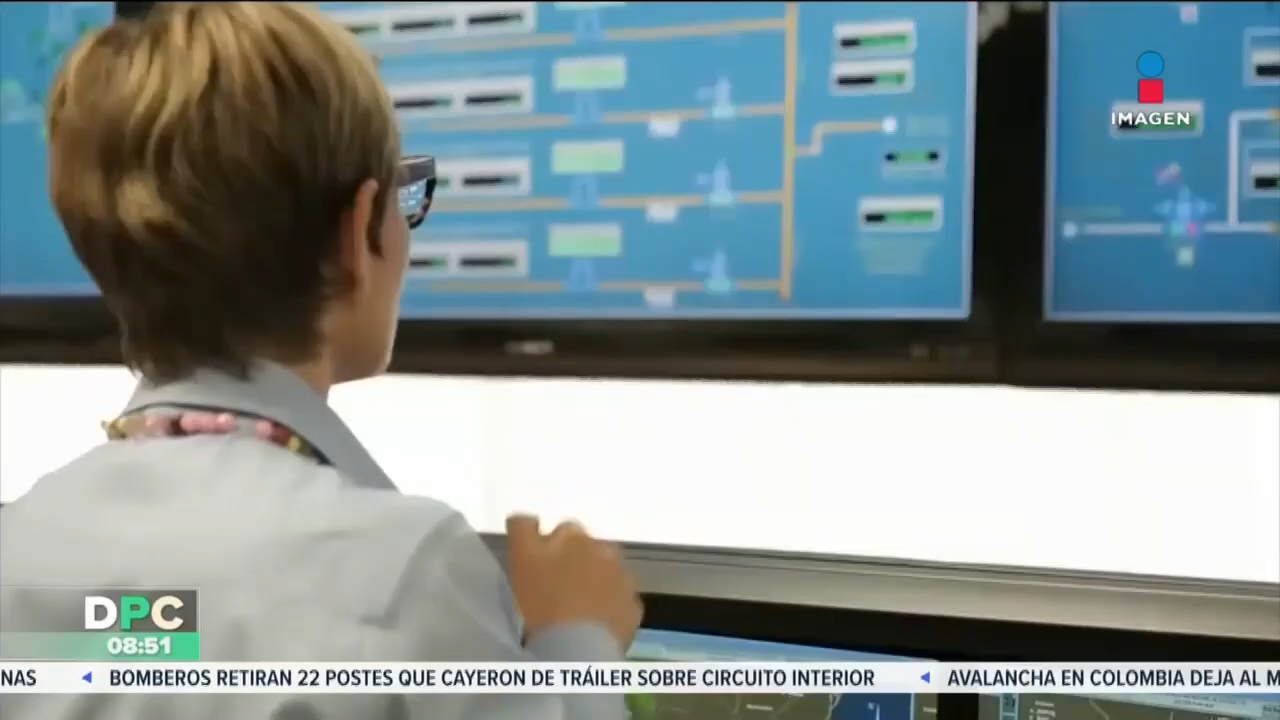 IMAGEN
DPC
08:51
NAS ◄ BOMBEROS RETIRAN 22 POSTES QUE CAYERON DE TRÁILER SOBRE CIRCUITO INTERIOR ◄ AVALANCHA EN COLOMBIA DEJA AL M